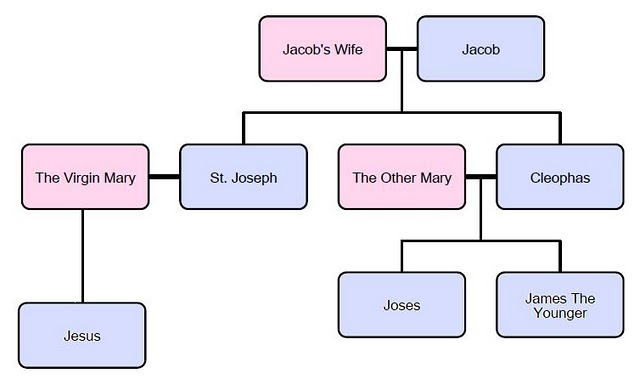 Jacob's Wife
Jacob
The Virgin Mary
St. Joseph
The Other Mary
Cleophas
Joses
James The
Younger
Jesus